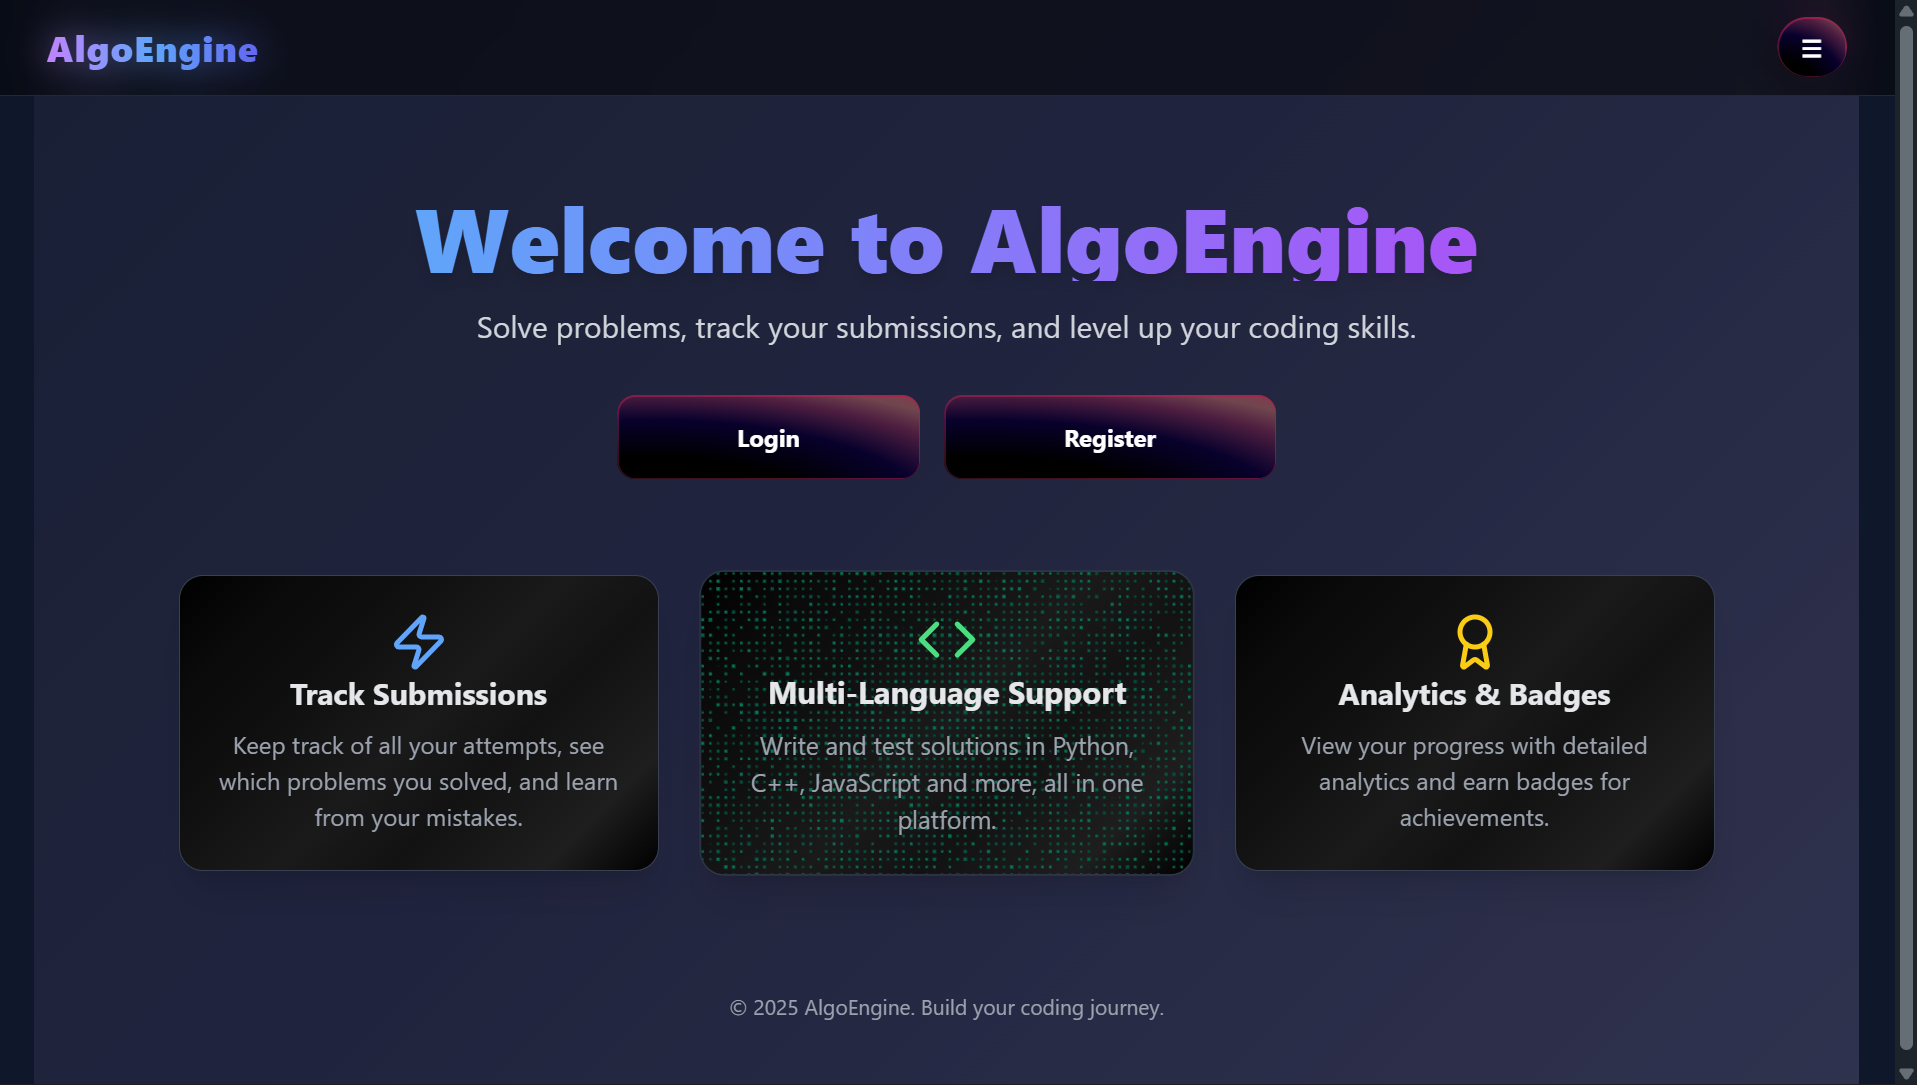 AlgoEngine
Welcome to AlgoEngine
Solve problems, track your submissions, and level up your coding skills.
Login
Register
Track Submissions
Keep track of all your attempts, see
which problems you solved, and learn
from your mistakes.
Multi-Language Support
Write and test solutions in Python,
C++, JavaScript and more, all in one
platform.
Analytics & Badges
View your progress with detailed
analytics and earn badges for
achievements.
© 2025 AlgoEngine. Build your coding journey.